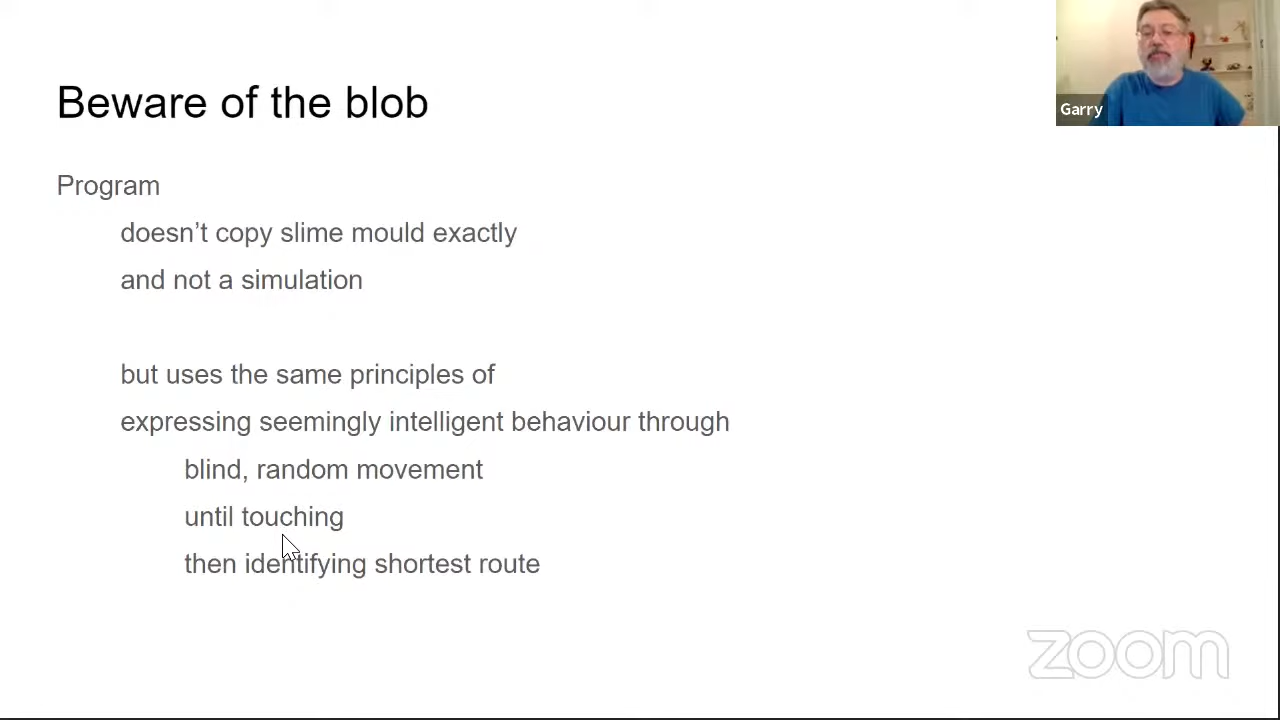 Beware of the blob
Garry
Program
doesn’t copy slime mould exactly
and not a simulation
but uses the same principles of
expressing seemingly intelligent behaviour through
blind, random movement
until touching
then identifying shortest route
zoom